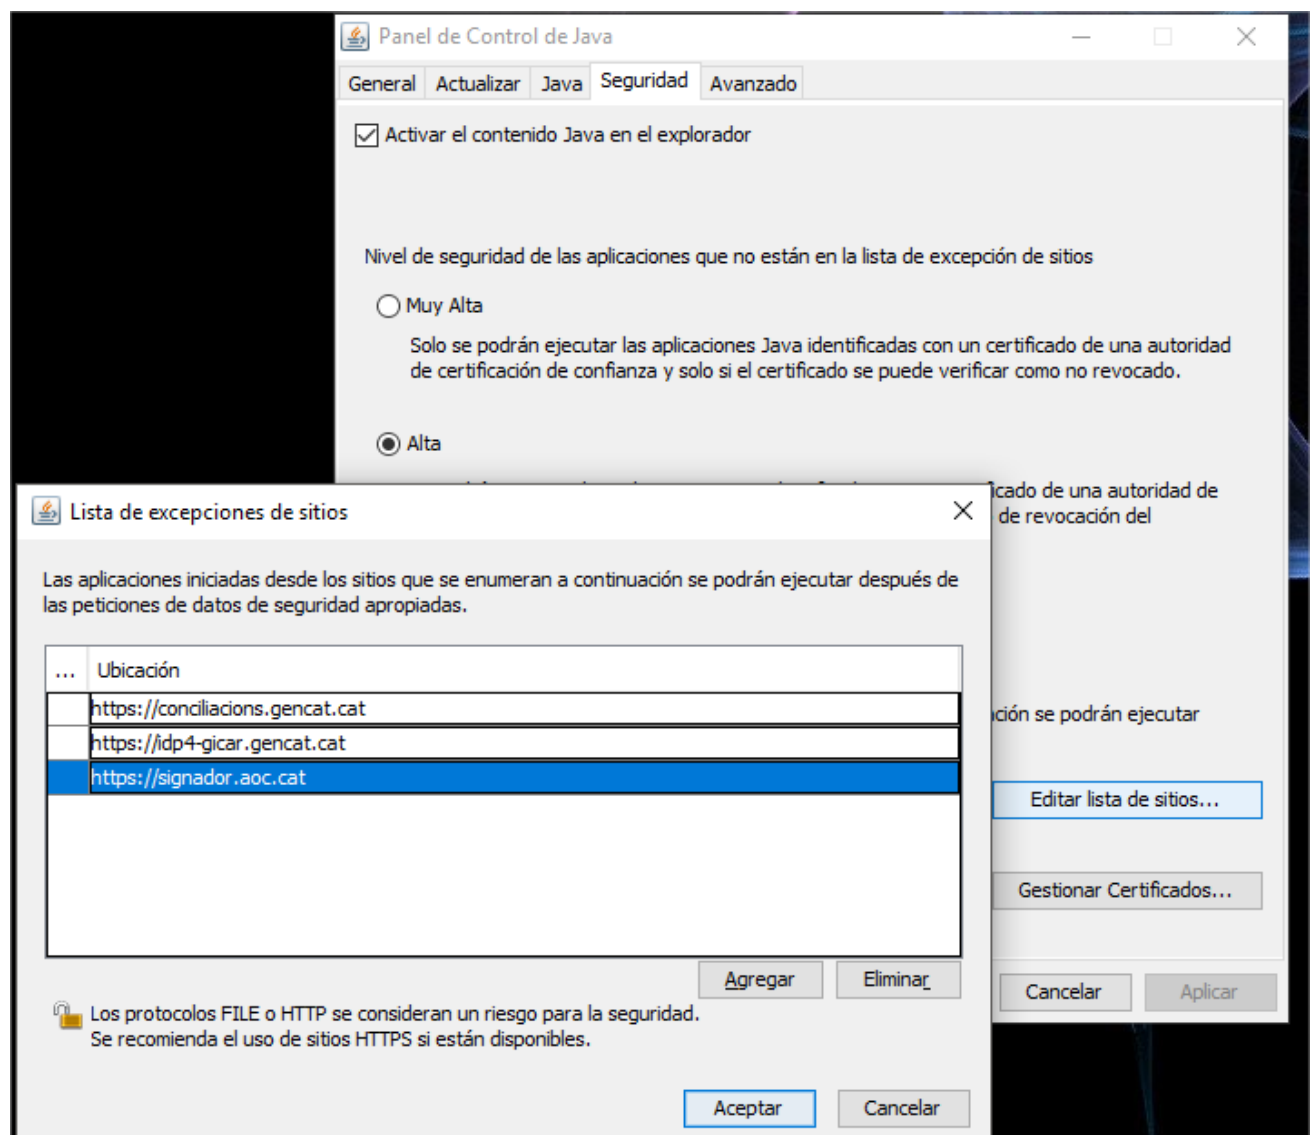 Panel de Control de Java
General Actualizar Java Seguridad Avanzado
Activar el contenido Java en el explorador
Nivel de seguridad de las aplicaciones que no están en la lista de excepción de sitios
Muy Alta
Solo se podrán ejecutar las aplicaciones Java identificadas con un certificado de una autoridad
de certificación de confianza y solo si el certificado se puede verificar como no revocado.
Alta
icado de una autoridad de
de revocación del
ción se podrán ejecutar
Editar lista de sitios...
Gestionar Certificados...
Cancelar Aplicar
Lista de excepciones de sitios
Las aplicaciones iniciadas desde los sitios que se enumeran a continuación se podrán ejecutar después de
las peticiones de datos de seguridad apropiadas.
... Ubicación
https://conciliacions.gencat.cat
https://idp4-gicar.gencat.cat
https://signador.aoc.cat
Agregar Eliminar
Los protocolos FILE o HTTP se consideran un riesgo para la seguridad.
Se recomienda el uso de sitios HTTPS si están disponibles.
Aceptar Cancelar